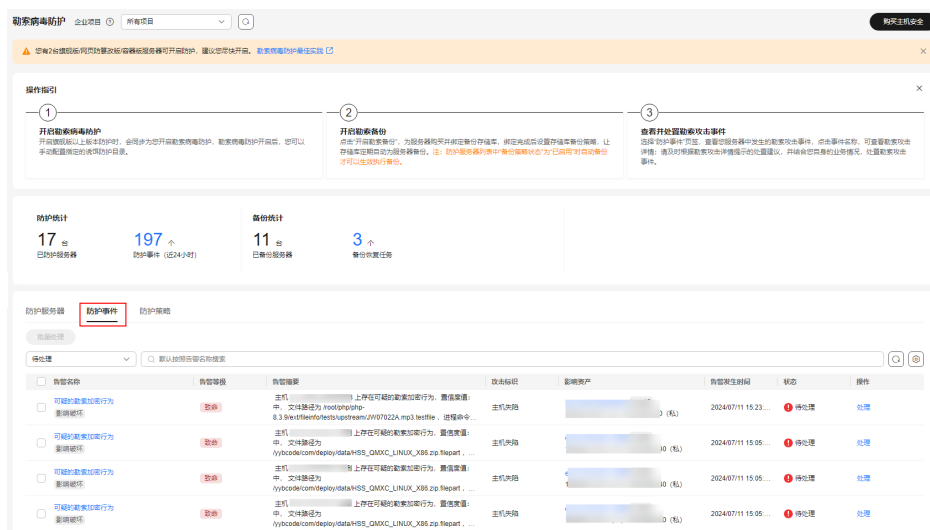 勒索病毒防护 企业项目 所有项目
购买主机安全
您有2台旗舰版/网页防篡改版/容器版服务器可开启防护，建议您尽快开启。 勒索病毒防护最佳实践
操作指引
1 2 3
开启勒索病毒防护
开启旗舰版以上版本防护时，会同步为您开启勒索病毒防护，勒索病毒防护开启后，您可以
手动配置指定的诱饵防护目录。
开启勒索备份
点击“开启勒索备份”，为服务器购买并绑定备份存储库，绑定完成后设置存储库备份策略，让
存储库定期自动为服务器备份。注：防护服务器列表中“备份策略状态”为“已启用”时自动备份
才可以生效执行备份。
查看并处置勒索攻击事件
选择“防护事件”页签，查看您服务器中发生的勒索攻击事件，点击事件名称，可查看勒索攻击
详情；请及时根据勒索攻击详情提示的处置建议，并结合您自身的业务情况，处置勒索攻击
事件。
防护统计 备份统计
17 台 197 个 11 台 3 个
已防护服务器 防护事件（近24小时） 已备份服务器 备份恢复任务
防护服务器 防护事件 防护策略
批量处理
待处理 默认按照告警名称搜索
告警名称 告警等级 告警摘要 攻击标识 影响资产 告警发生时间 状态 操作
可疑的勒索加密行为
影响破坏
致命
主机 上存在可疑的勒索加密行为，置信度值：
中， 文件路径为 /root/php/php-
8.3.9/ext/fileinfo/tests/upstream/JW07022A.mp3.testfile ，进程命令...
主机失陷 （私） 2024/07/11 15:23:... 待处理 处理
可疑的勒索加密行为
影响破坏
致命
主机 上存在可疑的勒索加密行为，置信度值：
中， 文件路径为
/yybcode/com/deploy/data/HSS_QMXC_LINUX_X86.zip.filepart ， ...
主机失陷 （私） 2024/07/11 15:05:... 待处理 处理
可疑的勒索加密行为
影响破坏
致命
主机 上存在可疑的勒索加密行为，置信度值：
中， 文件路径为
/yybcode/com/deploy/data/HSS_QMXC_LINUX_X86.zip.filepart ， ...
主机失陷 （私） 2024/07/11 15:05:... 待处理 处理
可疑的勒索加密行为
影响破坏
致命
主机 上存在可疑的勒索加密行为，置信度值：
中， 文件路径为
/yybcode/com/deploy/data/HSS_QMXC_LINUX_X86.zip.filepart ， ...
主机失陷 （私） 2024/07/11 15:05:... 待处理 处理